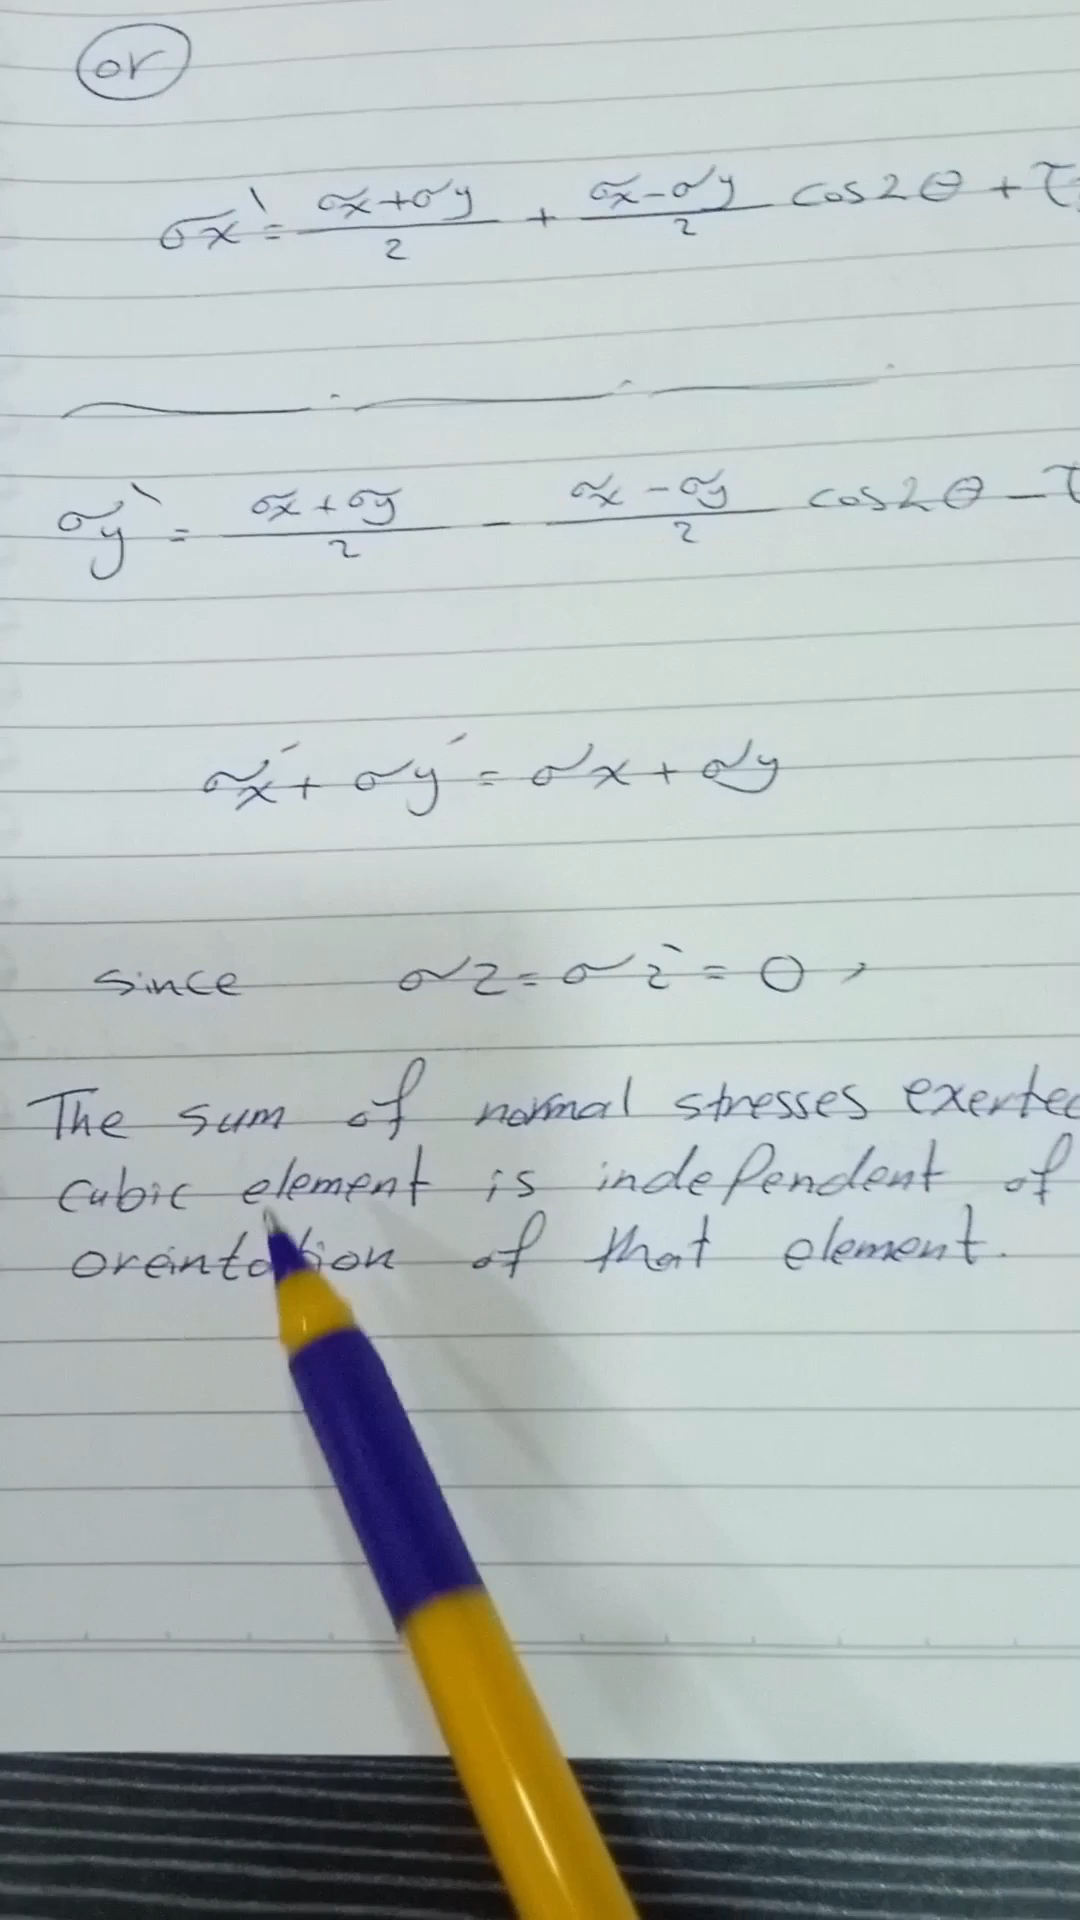 or
σx' = σx+σy/2 + σx-σy/2 cos2θ + τ
σy' = σx+σy/2 - σx-σy/2 cos2θ - τ
σx' + σy' = σx + σy
since σz = σz' = 0,
The sum of normal stresses exerted
cubic element is independent of
oreintation of that element.